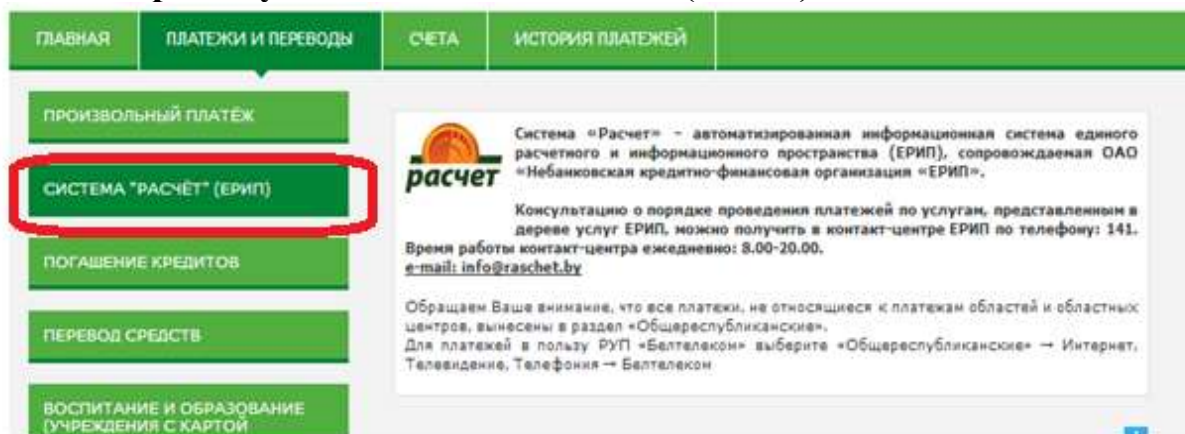 ГЛАВНАЯ
ПЛАТЕЖИ И ПЕРЕВОДЫ
СЧЕТА
ИСТОРИЯ ПЛАТЕЖЕЙ
ПРОИЗВОЛЬНЫЙ ПЛАТЁЖ
СИСТЕМА "РАСЧЁТ" (ЕРИП)
ПОГАШЕНИЕ КРЕДИТОВ
ПЕРЕВОД СРЕДСТВ
ВОСПИТАНИЕ И ОБРАЗОВАНИЕ
(УЧРЕЖДЕНИЯ С КАРТОЙ
расчет
Система «Расчет» – автоматизированная информационная система единого
расчетного и информационного пространства (ЕРИП), сопровождаемая ОАО
«Небанковская кредитно-финансовая организация «ЕРИП».
Консультацию о порядке проведения платежей по услугам, представленным в
дереве услуг ЕРИП, можно получить в контакт-центре ЕРИП по телефону: 141.
Время работы контакт-центра ежедневно: 8.00-20.00.
e-mail: info@raschet.by
Обращаем Ваше внимание, что все платежи, не относящиеся к платежам областей и областных
центров, вынесены в раздел «Общереспубликанские».
Для платежей в пользу РУП «Белтелеком» выберите «Общереспубликанские» → Интернет,
Телевидение, Телефония → Белтелеком